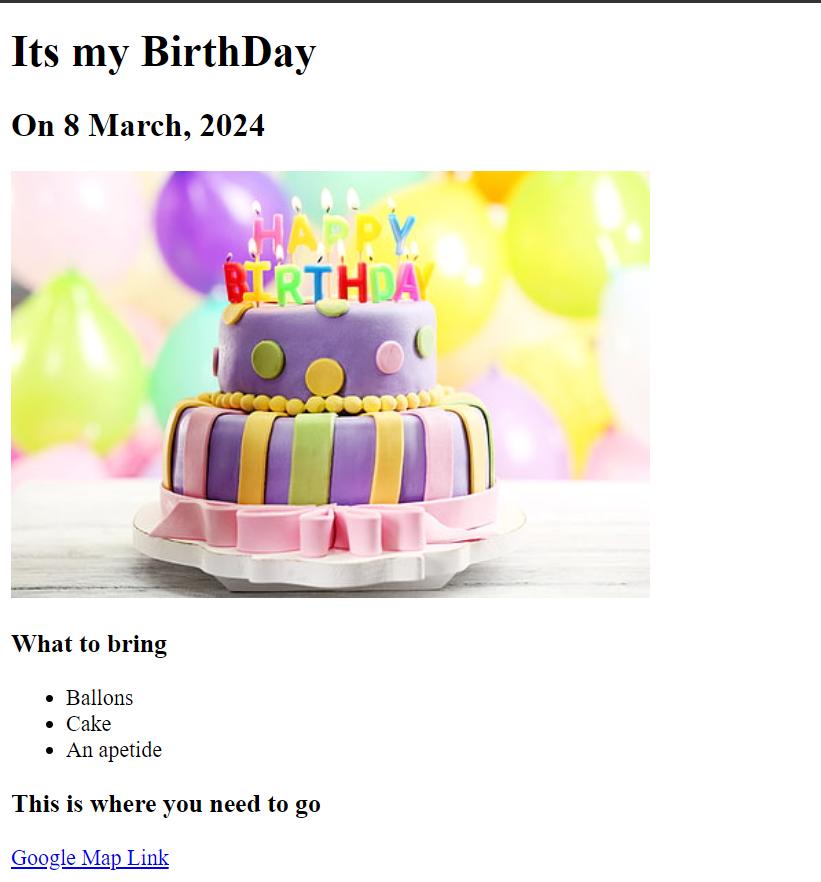 Its my BirthDay
On 8 March, 2024
HAPPY
BIRTHDAY
What to bring
Ballons
Cake
An apetide
This is where you need to go
Google Map Link